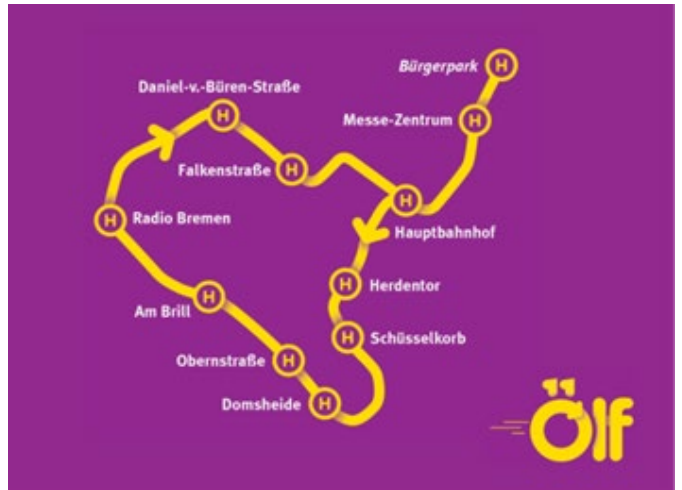 Bürgerpark
H
Daniel-v.-Büren-Straße
H
Messe-Zentrum H
Falkenstraße H
H
Radio Bremen
H
Hauptbahnhof
H Herdentor
Am Brill
H
H Schüsselkorb
Obernstraße H
Domsheide H
Ölf